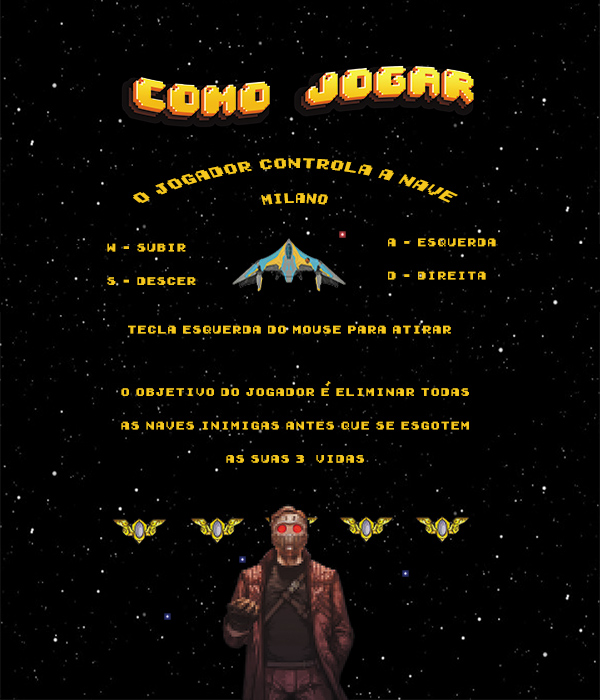 COMO JOGAR
O JOGADOR CONTROLA A NAVE
MILANO
W - SUBIR
A - ESQUERDA
S - DESCER
D - DIREITA
TECLA ESQUERDA DO MOUSE PARA ATIRAR
O OBJETIVO DO JOGADOR É ELIMINAR TODAS
AS NAVES INIMIGAS ANTES QUE SE ESGOTEM
AS SUAS 3 VIDAS